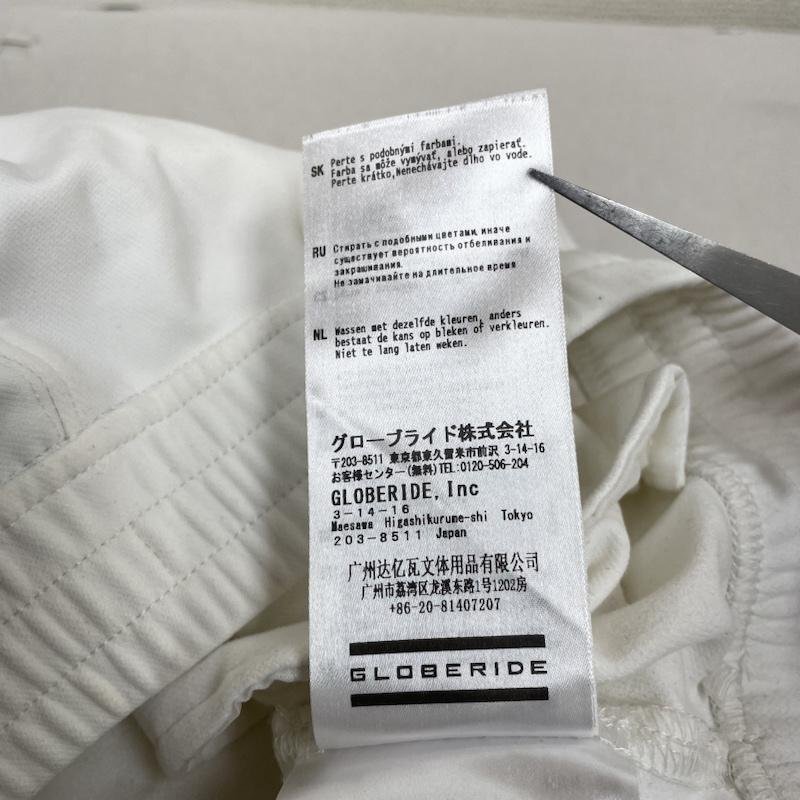 SK Perte s podobnými farbami.
Farba sa môže vymývať, alebo zapierať.
Perte krátko,Nenechávajte dlho vo vode.
RU Стирать с подобными цветами, иначе
существует вероятность отбеливания и
закрашивания.
Не замачивайте на длительное время
NL Wassen met dezelfde kleuren, anders
bestaat de kans op bleken of verkleuren.
Niet te lang laten weken.
グローブライド株式会社
〒203-8511 東京都東久留米市前沢 3-14-16
お客様センター(無料)TEL:0120-506-204
GLOBERIDE, Inc
3-14-16
Maesawa Higashikurume-shi Tokyo
203-8511 Japan
广州达亿瓦文体用品有限公司
广州市荔湾区龙溪东路1号1202房
+86-20-81407207
GLOBERIDE